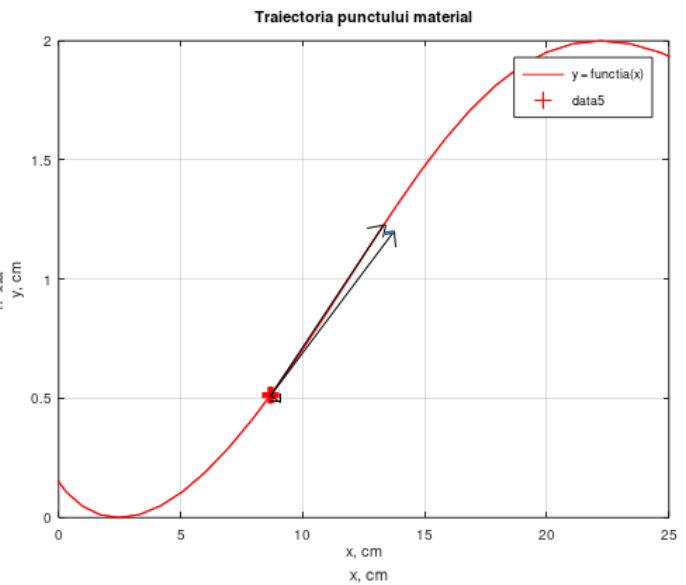 Traiectoria punctului material
2
1.5
1
0.5
0
y, cm
y=functia(x)
data5
0
5
10
15
20
25
x, cm
x, cm